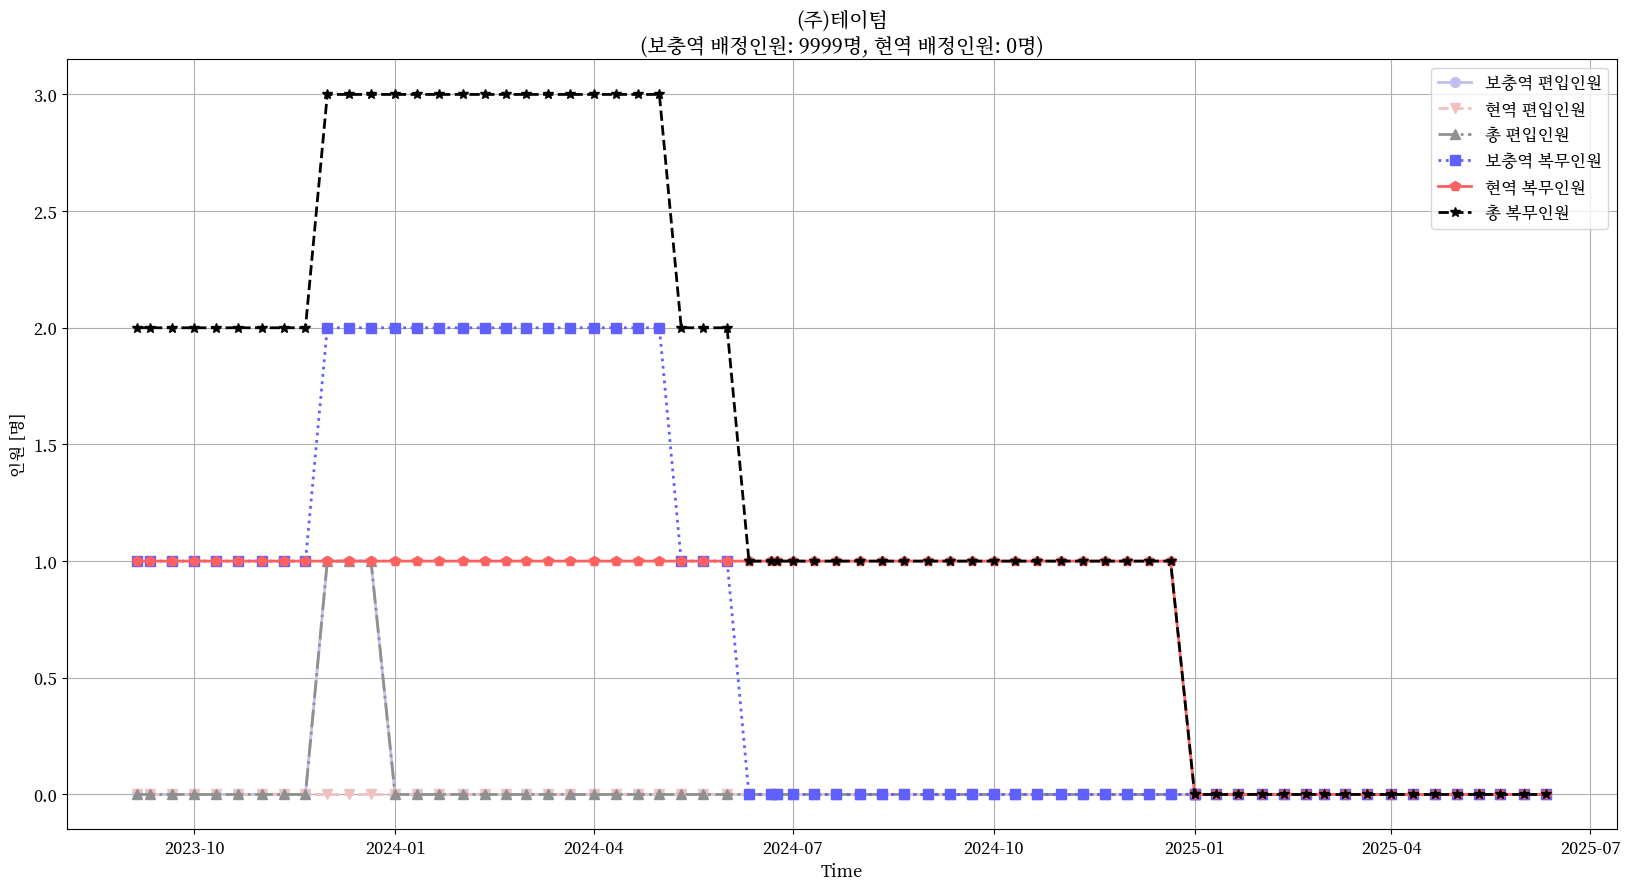 (주)테이텀
(보충역 배정인원: 9999명, 현역 배정인원: 0명)
보충역 편입인원
현역 편입인원
총 편입인원
보충역 복무인원
현역 복무인원
총 복무인원
3.0
2.5
2.0
1.5
1.0
0.5
0.0
인원 [명]
2023-10
2024-01
2024-04
2024-07
2024-10
2025-01
2025-04
2025-07
Time